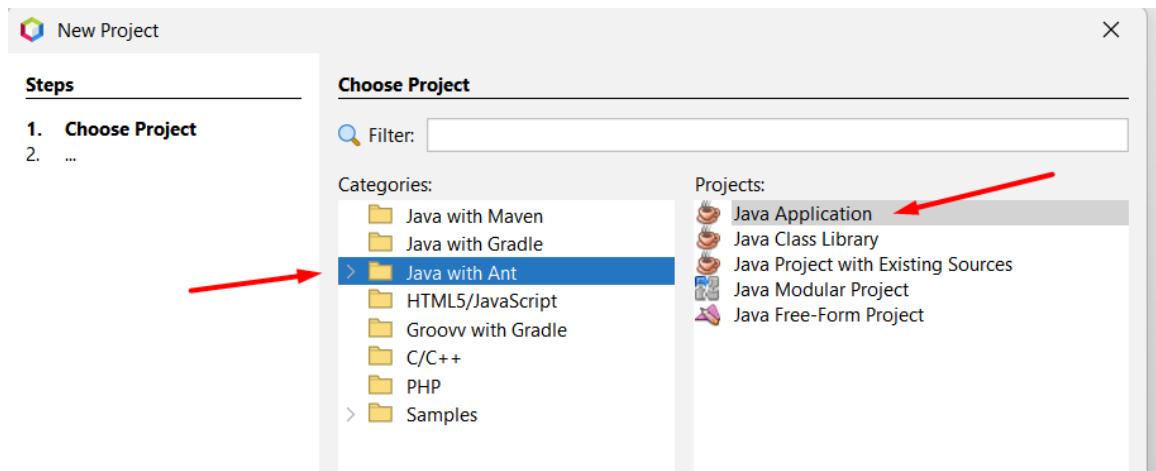 New Project
Steps
1. Choose Project
2. ...
Choose Project
Filter:
Categories:
Java with Maven
Java with Gradle
Java with Ant
HTML5/JavaScript
Groovy with Gradle
C/C++
PHP
Samples
Projects:
Java Application
Java Class Library
Java Project with Existing Sources
Java Modular Project
Java Free-Form Project